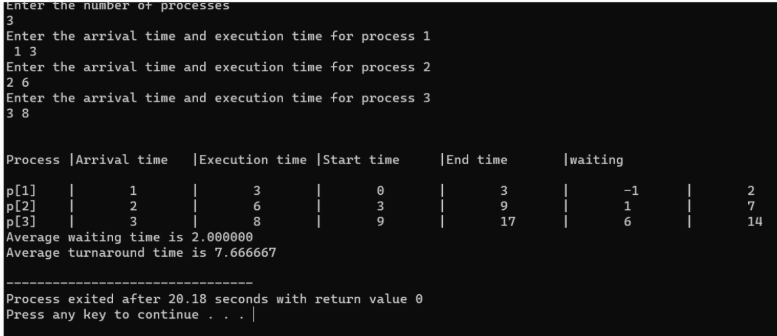 Enter the number of processes
3
Enter the arrival time and execution time for process 1
 1 3
Enter the arrival time and execution time for process 2
2 6
Enter the arrival time and execution time for process 3
3 8
Process |Arrival time |Execution time |Start time |End time |waiting
p[1] | 1 | 3 | 0 | 3 | -1 | 2
p[2] | 2 | 6 | 3 | 9 | 1 | 7
p[3] | 3 | 8 | 9 | 17 | 6 | 14
Average waiting time is 2.000000
Average turnaround time is 7.666667
--------------------------------
Process exited after 20.18 seconds with return value 0
Press any key to continue . . .